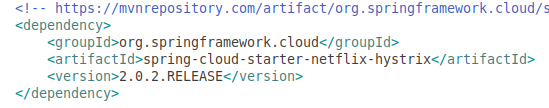 <!-- https://mvnrepository.com/artifact/org.springframework.cloud/s
<dependency>
<groupId>org.springframework.cloud</groupId>
<artifactId>spring-cloud-starter-netflix-hystrix</artifactId>
<version>2.0.2.RELEASE</version>
</dependency>